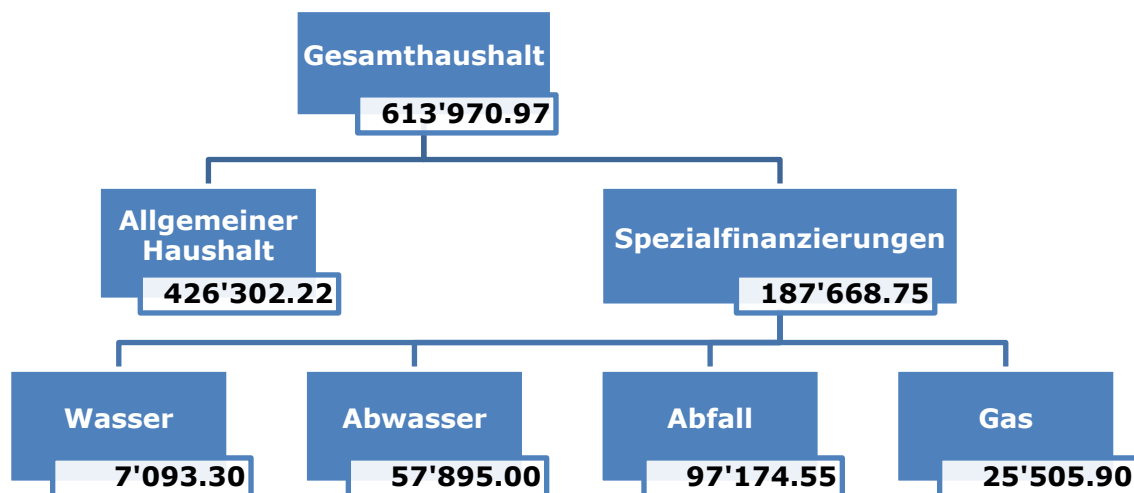 Gesamthaushalt
613'970.97
Allgemeiner
Haushalt
426'302.22
Spezialfinanzierungen
187'668.75
Wasser
7'093.30
Abwasser
57'895.00
Abfall
97'174.55
Gas
25'505.90